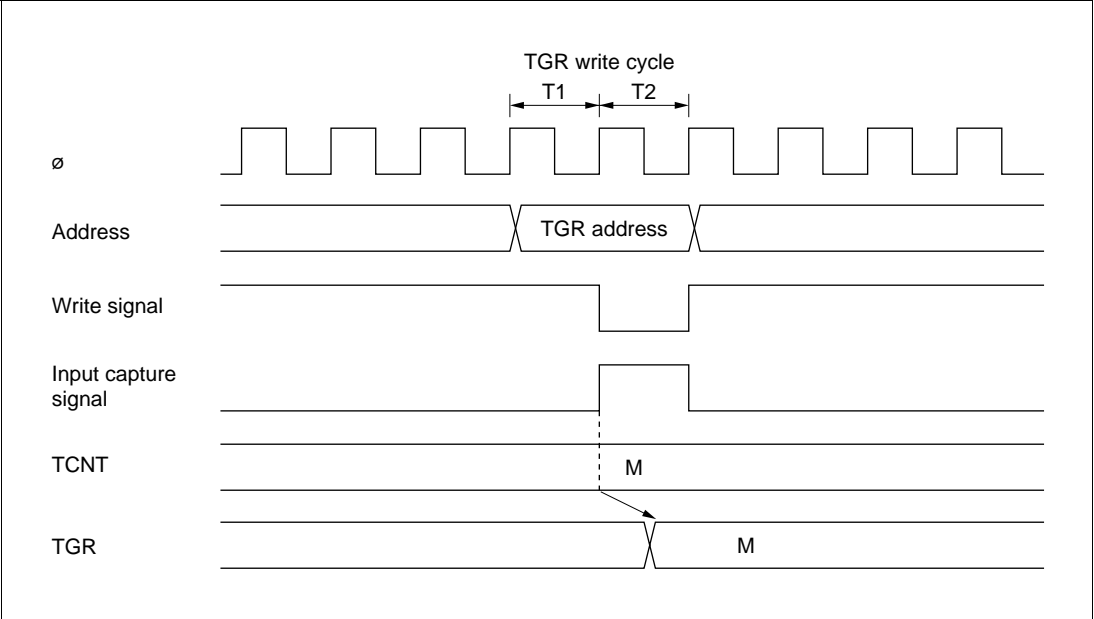 TGR write cycle
T1 T2
ø
Address TGR address
Write signal
Input capture
signal
TCNT M
TGR M